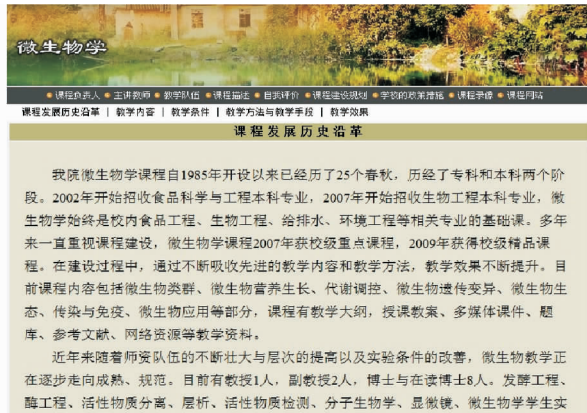 微生物学
课程负责人 主讲教师 教学队伍 课程描述 自我评价 课程建设规划 学校的政策措施 课程录像 课程网站
课程发展历史沿革 | 教学内容 | 教学条件 | 教学方法与教学手段 | 教学效果
课程发展历史沿革
我院微生物学课程自1985年开设以来已经历了25个春秋，历经了专科和本科两个阶
段。2002年开始招收食品科学与工程本科专业，2007年开始招收生物工程本科专业，微
生物学始终是校内食品工程、生物工程、给排水、环境工程等相关专业的基础课。多年
来一直重视课程建设，微生物学课程2007年获校级重点课程，2009年获得校级精品课
程。在建设过程中，通过不断吸收先进的教学内容和教学方法，教学效果不断提升。目
前课程内容包括微生物类群、微生物营养生长、代谢调控、微生物遗传变异、微生物生
态、传染与免疫、微生物应用等部分，课程有教学大纲，授课教案、多媒体课件、题
库、参考文献、网络资源等教学资料。
近年来随着师资队伍的不断壮大与层次的提高以及实验条件的改善，微生物教学正
在逐步走向成熟、规范。目前有教授1人，副教授2人，博士与在读博士8人。发酵工程、
酶工程、活性物质分离、层析、活性物质检测、分子生物学、显微镜、微生物学学生实